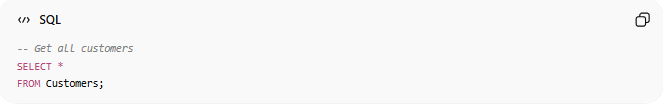 SQL
-- Get all customers
SELECT *
FROM Customers;